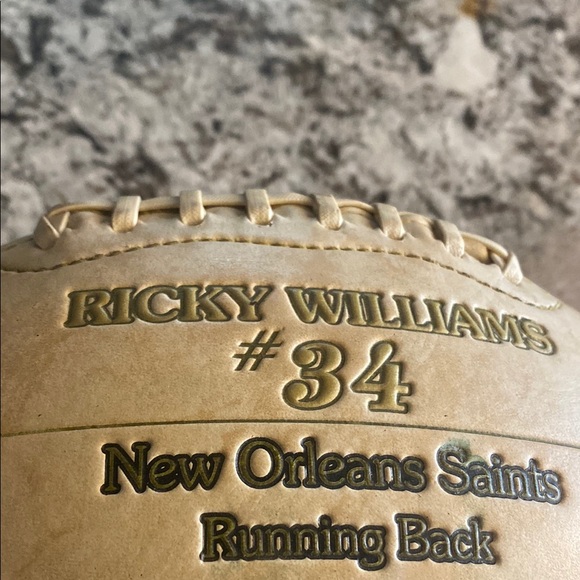 RICKY WILLIAMS
#34
New Orleans Saints
Running Back